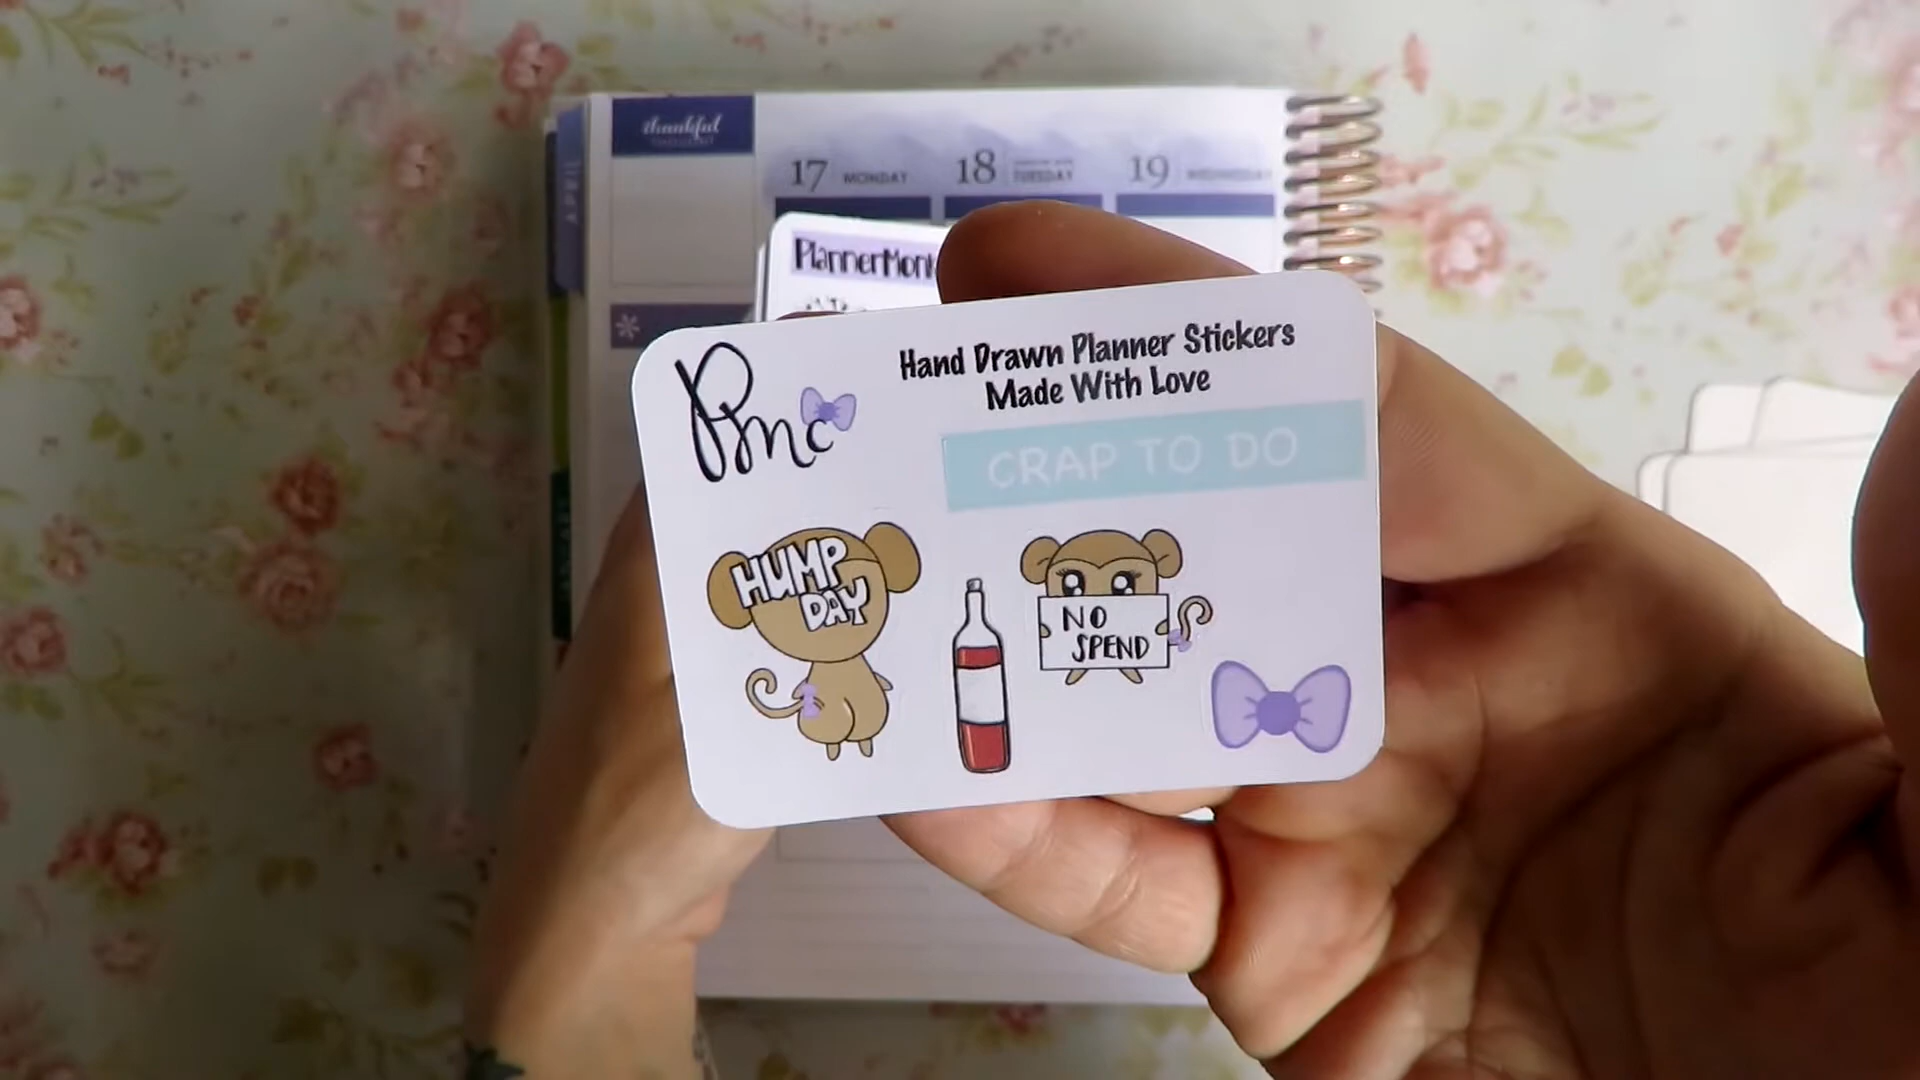 thankful
17 MONDAY
18 TUESDAY
19 WEDNESDAY
PlannerMonk
Pmc
Hand Drawn Planner Stickers
Made With Love
CRAP TO DO
HUMP
DAY
NO
SPEND